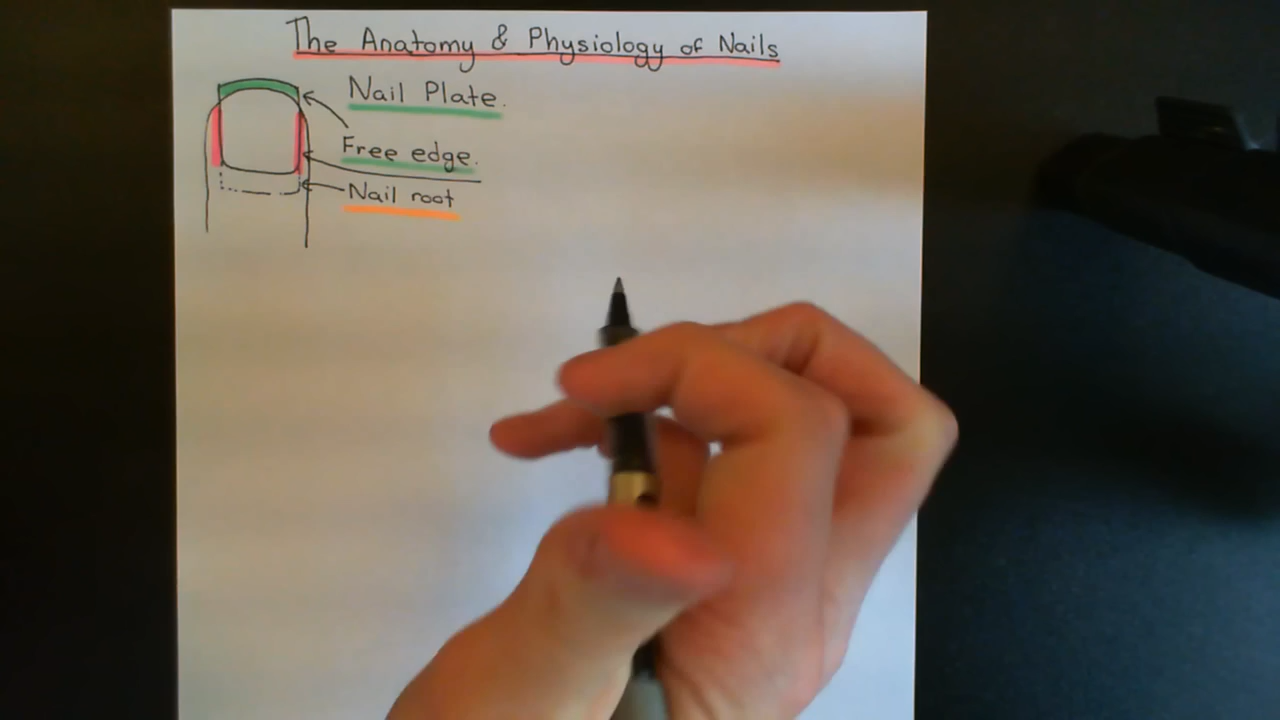 The Anatomy & Physiology of Nails
Nail Plate.
Free edge.
Nail root